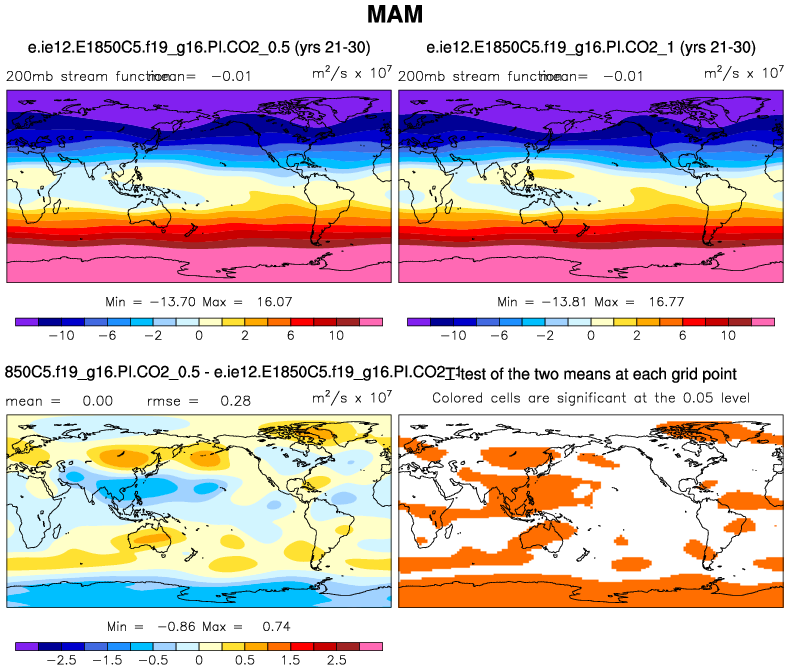 MAM
e.ie12.E1850C5.f19_g16.PI.CO2_0.5 (yrs 21-30)
200mb stream function mean= −0.01 m²/s x 10⁷
Min = −13.70 Max = 16.07
−10 −6 −2 0 2 6 10
e.ie12.E1850C5.f19_g16.PI.CO2_1 (yrs 21-30)
200mb stream function mean= −0.01 m²/s x 10⁷
Min = −13.81 Max = 16.77
−10 −6 −2 0 2 6 10
850C5.f19_g16.PI.CO2_0.5 - e.ie12.E1850C5.f19_g16.PI.CO2_1
mean = 0.00 rmse = 0.28 m²/s x 10⁷
Min = −0.86 Max = 0.74
−2.5 −1.5 −0.5 0 0.5 1.5 2.5
T-test of the two means at each grid point
Colored cells are significant at the 0.05 level